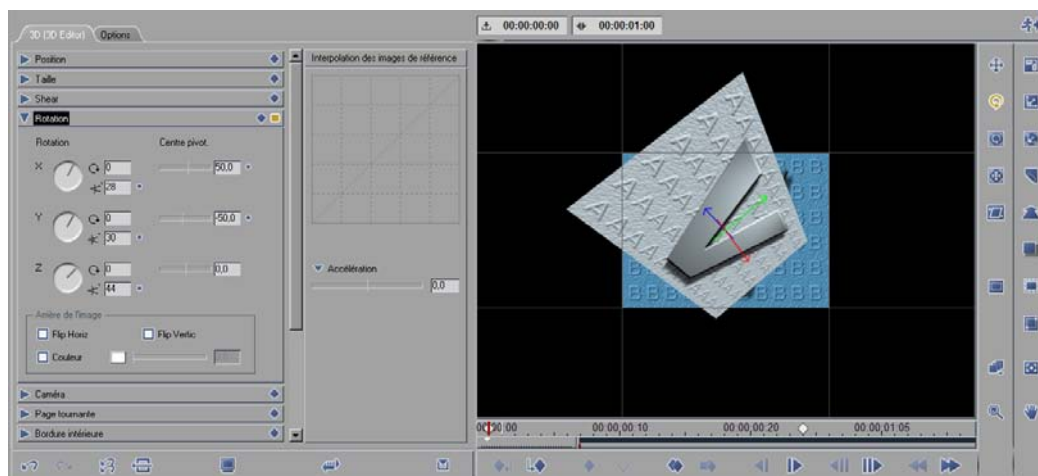 3D (3D Editor) Options
00:00:00:00 00:00:01:00
Position
Interpolation des images de référence
Taille
Shear
Rotation
Rotation Centre pivot.
X 0 50,0
28
Y 0 -50,0
30
Z 0 0,0
44
Accélération
0,0
Arrière de l'image
Flip Horiz Flip Vertic
Couleur
Caméra
Page tournante
Bordure intérieure
00:00:00:10 00:00:00:20 00:00:01:05